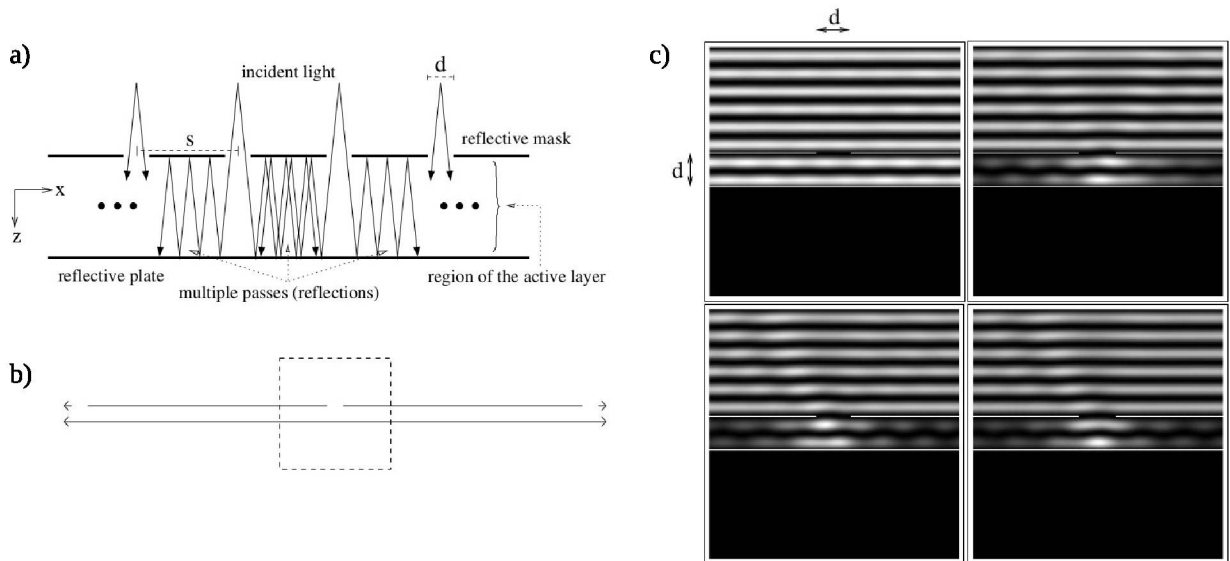 a)
incident light
d
s
reflective mask
x
z
reflective plate
multiple passes (reflections)
region of the active layer
b)
c)
d
d